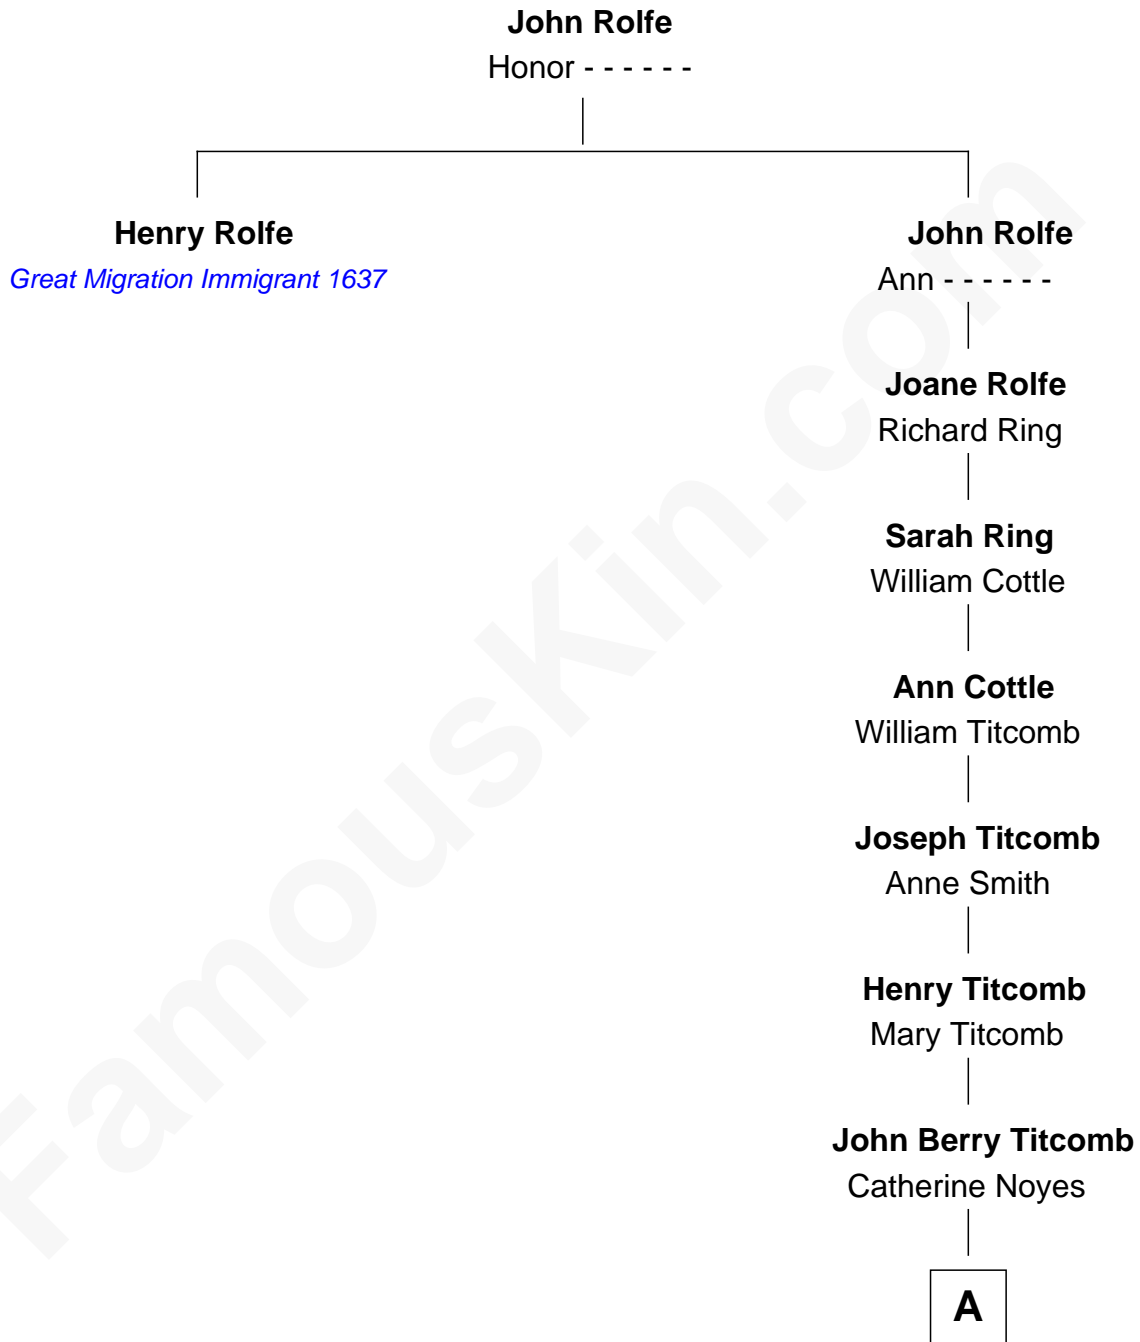 John Rolfe
Honor - - - - - -
Henry Rolfe
Great Migration Immigrant 1637
John Rolfe
Ann - - - - - -
Joane Rolfe
Richard Ring
Sarah Ring
William Cottle
Ann Cottle
William Titcomb
Joseph Titcomb
Anne Smith
Henry Titcomb
Mary Titcomb
John Berry Titcomb
Catherine Noyes
A
FamousKin.com